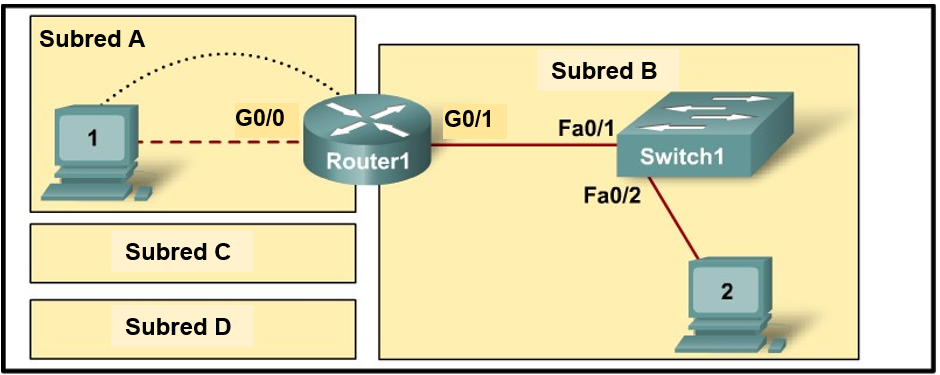 Subred A
Subred B
G0/0
G0/1
Fa0/1
1
Router1
Switch1
Fa0/2
Subred C
2
Subred D